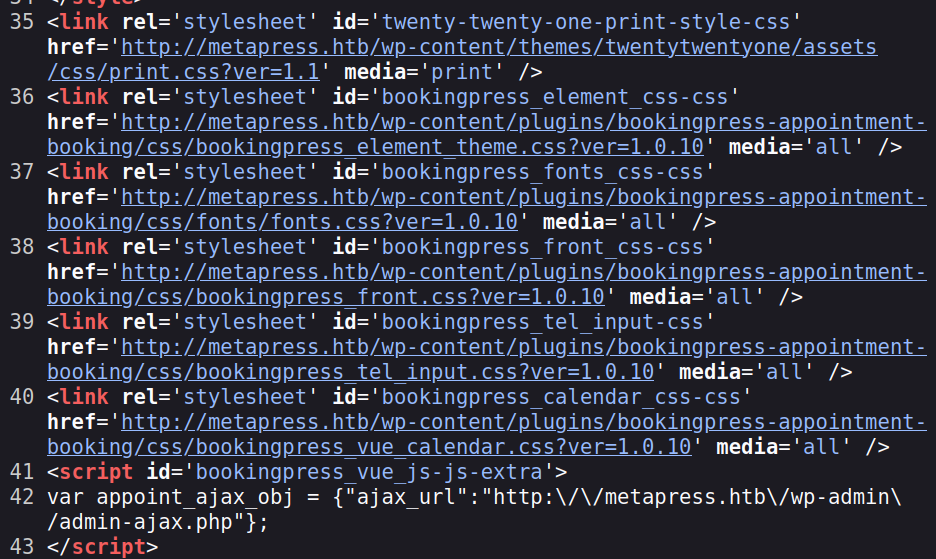 34 </style>
35 <link rel='stylesheet' id='twenty-twenty-one-print-style-css'
href='http://metapress.htb/wp-content/themes/twentytwentyone/assets
/css/print.css?ver=1.1' media='print' />
36 <link rel='stylesheet' id='bookingpress_element_css-css'
href='http://metapress.htb/wp-content/plugins/bookingpress-appointment-
booking/css/bookingpress_element_theme.css?ver=1.0.10' media='all' />
37 <link rel='stylesheet' id='bookingpress_fonts_css-css'
href='http://metapress.htb/wp-content/plugins/bookingpress-appointment-
booking/css/fonts/fonts.css?ver=1.0.10' media='all' />
38 <link rel='stylesheet' id='bookingpress_front_css-css'
href='http://metapress.htb/wp-content/plugins/bookingpress-appointment-
booking/css/bookingpress_front.css?ver=1.0.10' media='all' />
39 <link rel='stylesheet' id='bookingpress_tel_input-css'
href='http://metapress.htb/wp-content/plugins/bookingpress-appointment-
booking/css/bookingpress_tel_input.css?ver=1.0.10' media='all' />
40 <link rel='stylesheet' id='bookingpress_calendar_css-css'
href='http://metapress.htb/wp-content/plugins/bookingpress-appointment-
booking/css/bookingpress_vue_calendar.css?ver=1.0.10' media='all' />
41 <script id='bookingpress_vue_js-js-extra'>
42 var appoint_ajax_obj = {"ajax_url":"http:\/\/metapress.htb\/wp-admin\
/admin-ajax.php"};
43 </script>